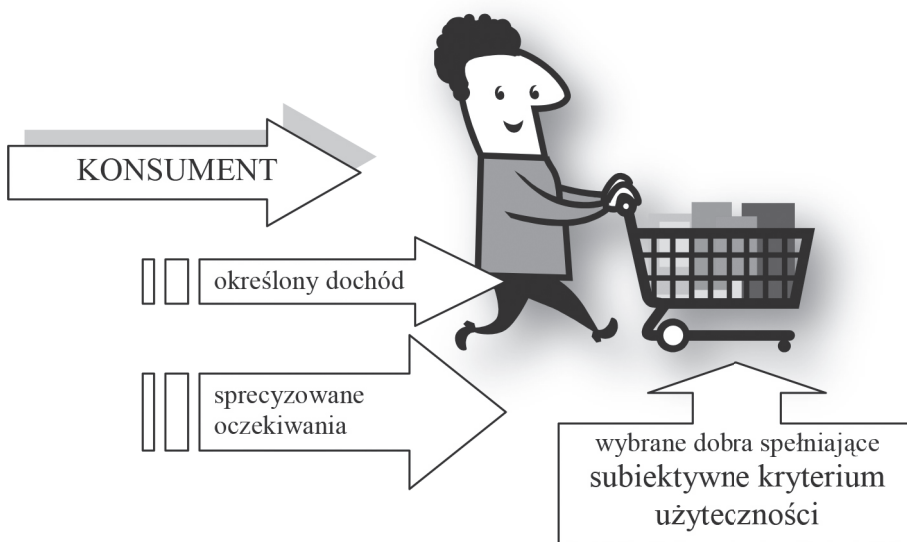 KONSUMENT
określony dochód
sprecyzowane
oczekiwania
wybrane dobra spełniające
subiektywne kryterium
użyteczności